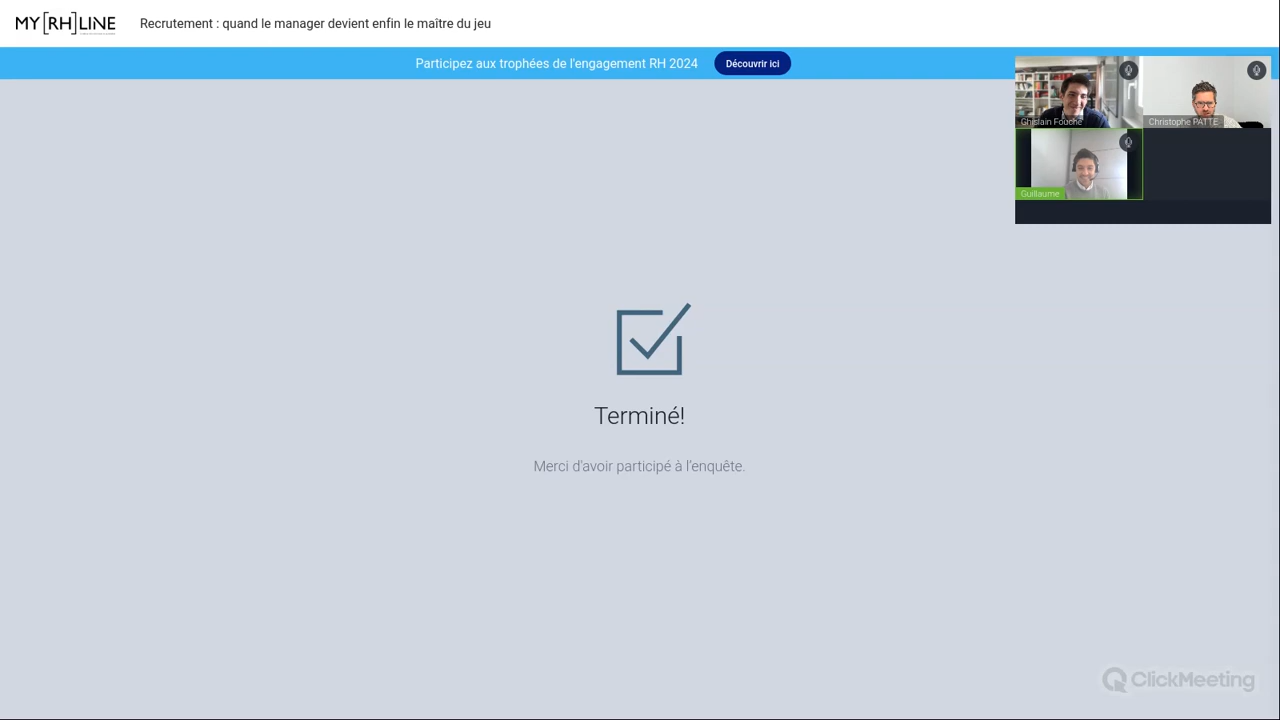 MY[RH]LINE
Recrutement : quand le manager devient enfin le maître du jeu
Participez aux trophées de l'engagement RH 2024
Découvrir ici
Ghislain Fouché
Christophe PATTE
Guillaume
Terminé!
Merci d'avoir participé à l'enquête.
ClickMeeting